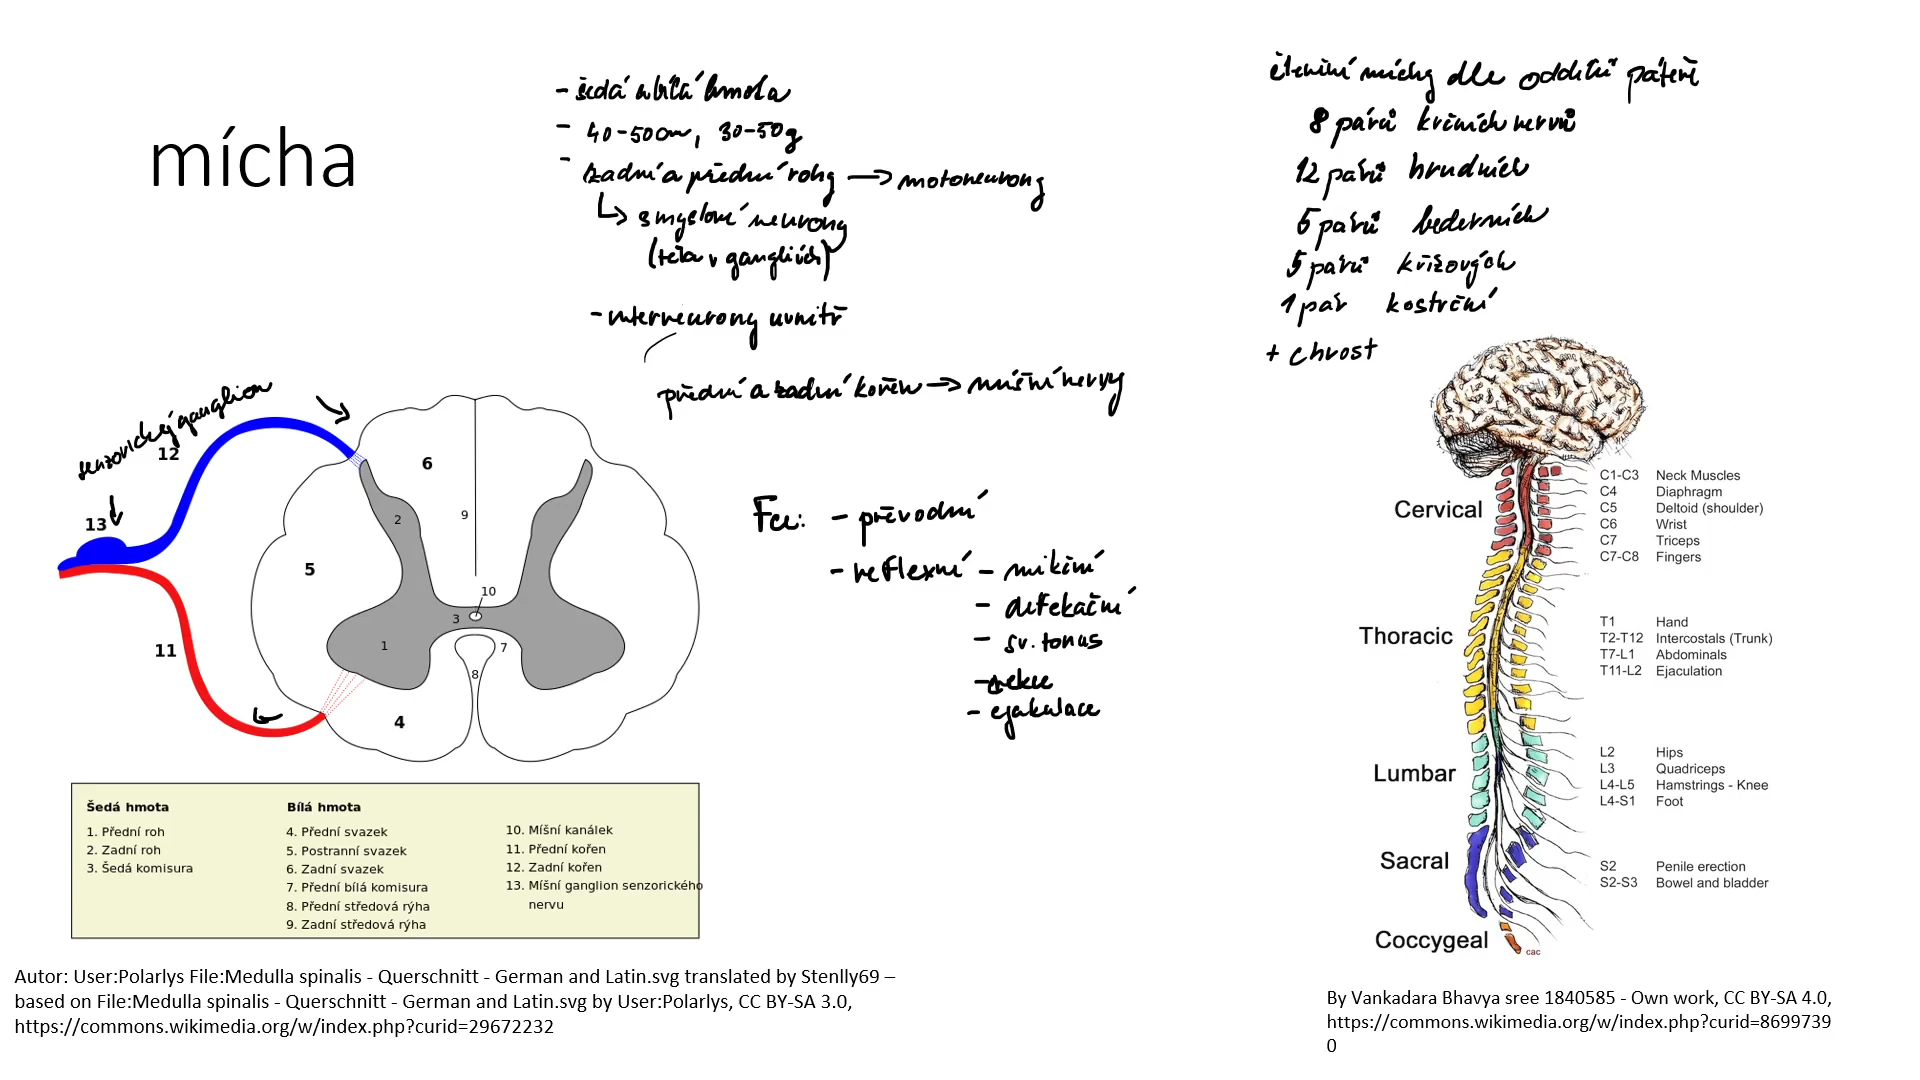 mícha
- šedá a bílá hmota
- 40-50cm, 30-50g
- zadní a přední rohy → motoneurony
↳ smyslové neurony
(těla v gangliích)
- interneurony uvnitř
přední a zadní kořen → míšní nervy
Fce: - převodní
- reflexní - mikční
- defekační
- sv. tonus
- erekce
- ejakulace
členění míchy dle oddílů páteře
8 párů krčních nervů
12 párů hrudních
5 párů bederních
5 párů křížových
1 pár kostrční
+ chvost
senzorický ganglion
12
13
11
6
5
4
2
9
10
3
1
7
8
Šedá hmota
1. Přední roh
2. Zadní roh
3. Šedá komisura
Bílá hmota
4. Přední svazek
5. Postranní svazek
6. Zadní svazek
7. Přední bílá komisura
8. Přední středová rýha
9. Zadní středová rýha
10. Míšní kanálek
11. Přední kořen
12. Zadní kořen
13. Míšní ganglion senzorického
nervu
Autor: User:Polarlys File:Medulla spinalis - Querschnitt - German and Latin.svg translated by Stenlly69 –
based on File:Medulla spinalis - Querschnitt - German and Latin.svg by User:Polarlys, CC BY-SA 3.0,
https://commons.wikimedia.org/w/index.php?curid=29672232
Cervical
C1-C3 Neck Muscles
C4 Diaphragm
C5 Deltoid (shoulder)
C6 Wrist
C7 Triceps
C7-C8 Fingers
Thoracic
T1 Hand
T2-T12 Intercostals (Trunk)
T7-L1 Abdominals
T11-L2 Ejaculation
Lumbar
L2 Hips
L3 Quadriceps
L4-L5 Hamstrings - Knee
L4-S1 Foot
Sacral
S2 Penile erection
S2-S3 Bowel and bladder
Coccygeal
cac
By Vankadara Bhavya sree 1840585 - Own work, CC BY-SA 4.0,
https://commons.wikimedia.org/w/index.php?curid=8699739
0